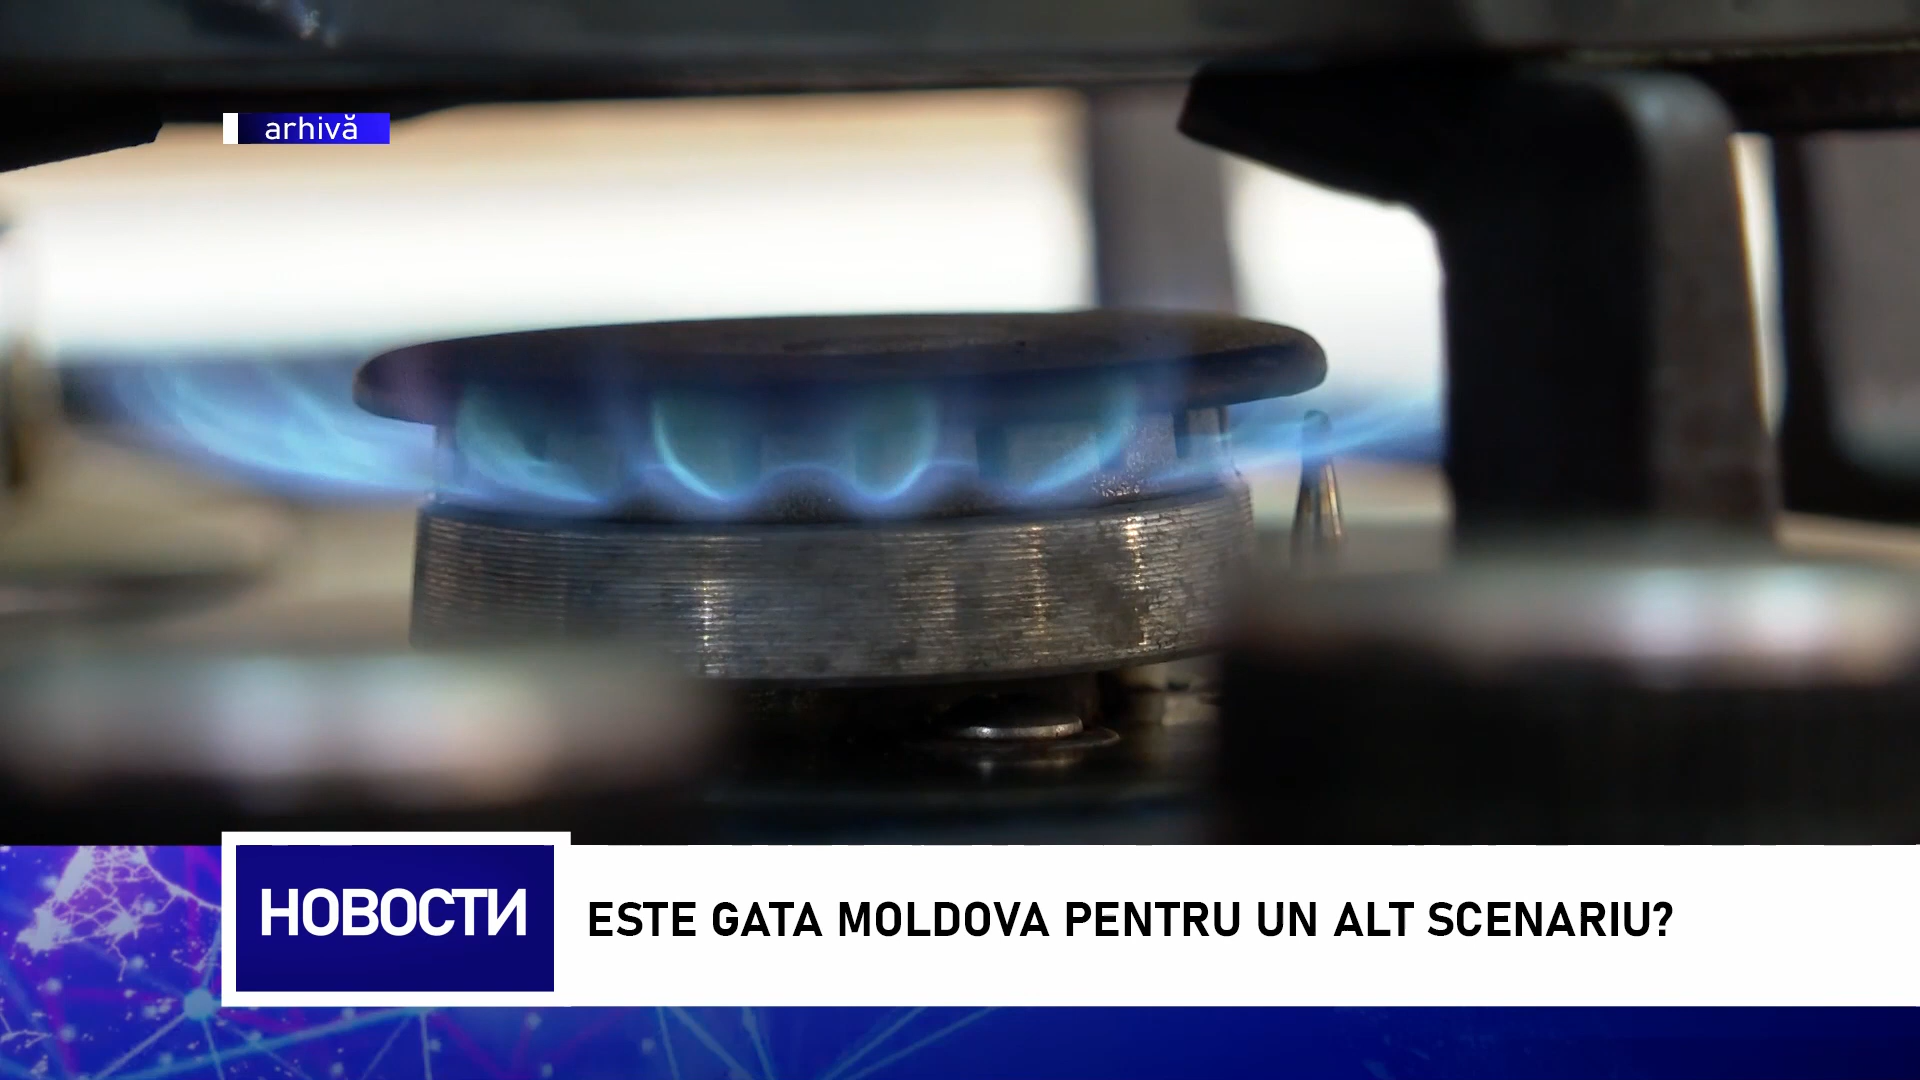 arhivă
НОВОСТИ
ESTE GATA MOLDOVA PENTRU UN ALT SCENARIU?